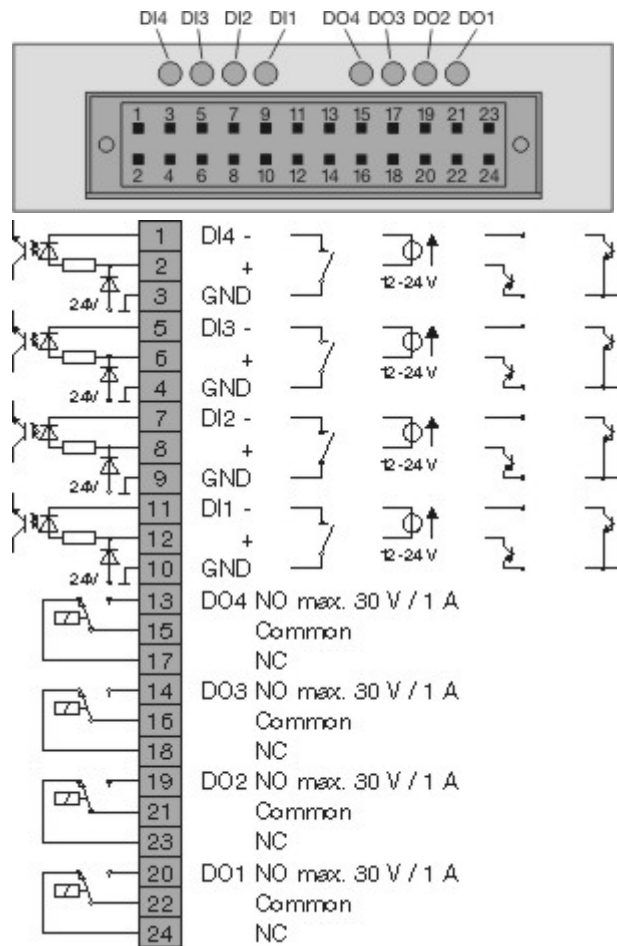 DI4 DI3 DI2 DI1 DO4 DO3 DO2 DO1
1 3 5 7 9 11 13 15 17 19 21 23
2 4 6 8 10 12 14 16 18 20 22 24
1 DI4 -
2 +
12-24 V
24V 3 GND
5 DI3 -
6 +
12-24 V
24V 4 GND
7 DI2 -
8 +
12-24 V
24V 9 GND
11 DI1 -
12 +
12-24 V
24V 10 GND
13 DO4 NO max. 30 V / 1 A
15 Common
17 NC
14 DO3 NO max. 30 V / 1 A
16 Common
18 NC
19 DO2 NO max. 30 V / 1 A
21 Common
23 NC
20 DO1 NO max. 30 V / 1 A
22 Common
24 NC